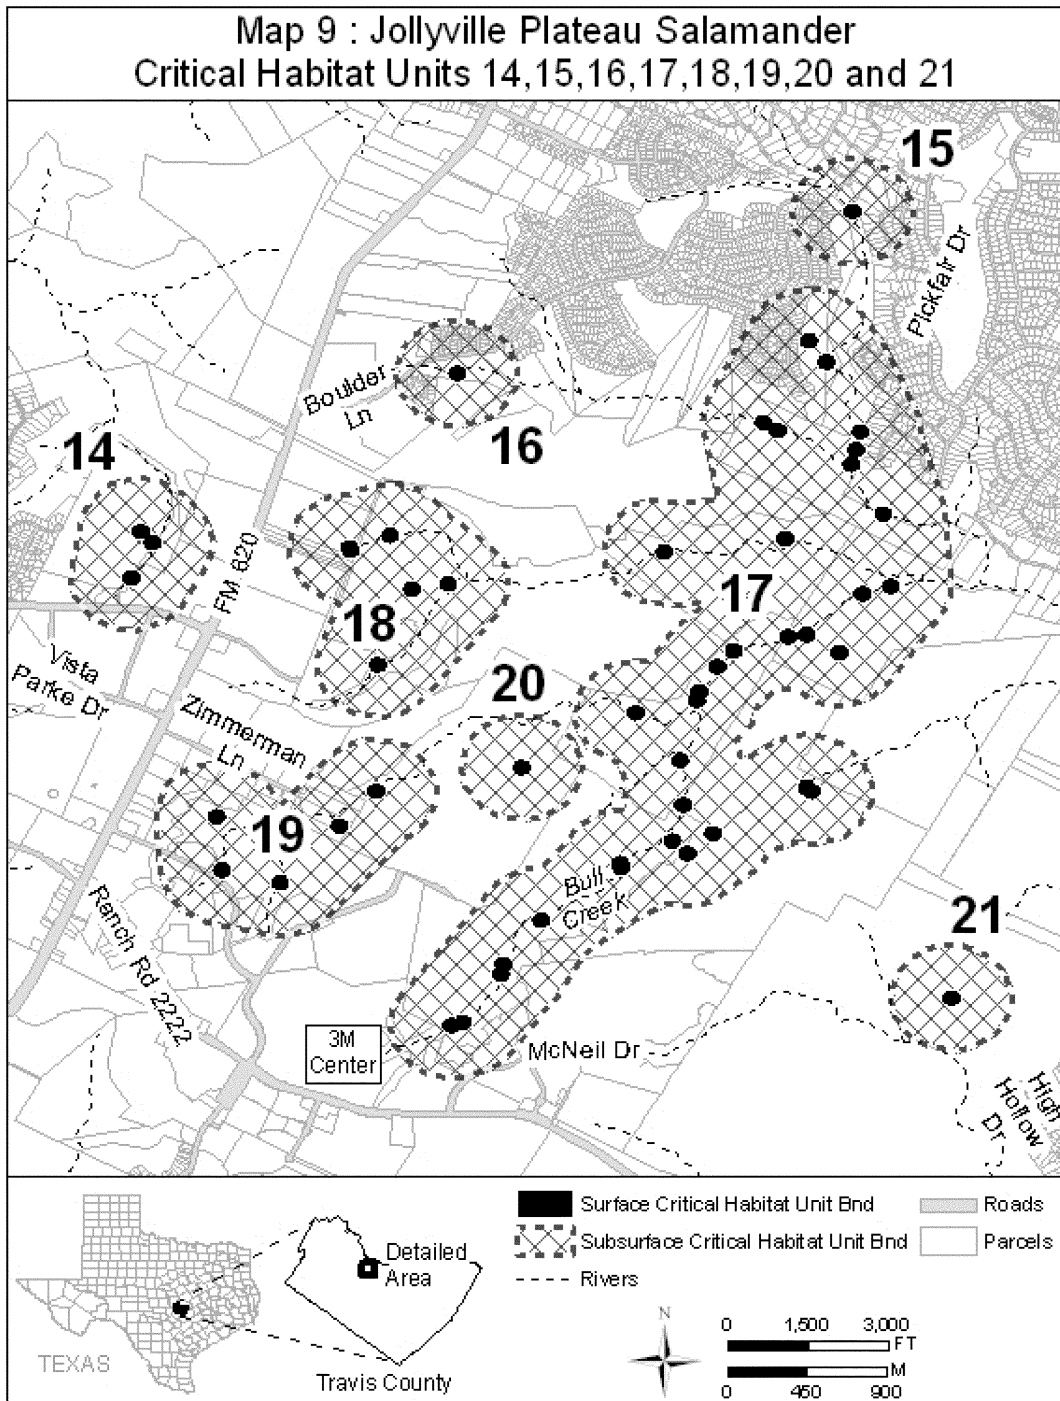 Map 9 : Jollyville Plateau Salamander
Critical Habitat Units 14,15,16,17,18,19,20 and 21
15
Pickfair Dr
Boulder
Ln
16
14
FM 620
18
17
Vista
Parke Dr
20
Zimmerman
Ln
19
Bull
Creek
21
Ranch Rd 2222
3M
Center
McNeil Dr
High
Hollow
Dr
Surface Critical Habitat Unit Bnd
Roads
Subsurface Critical Habitat Unit Bnd
Parcels
Rivers
Detailed
Area
TEXAS
Travis County
N
0 1,500 3,000
FT
M
0 450 900